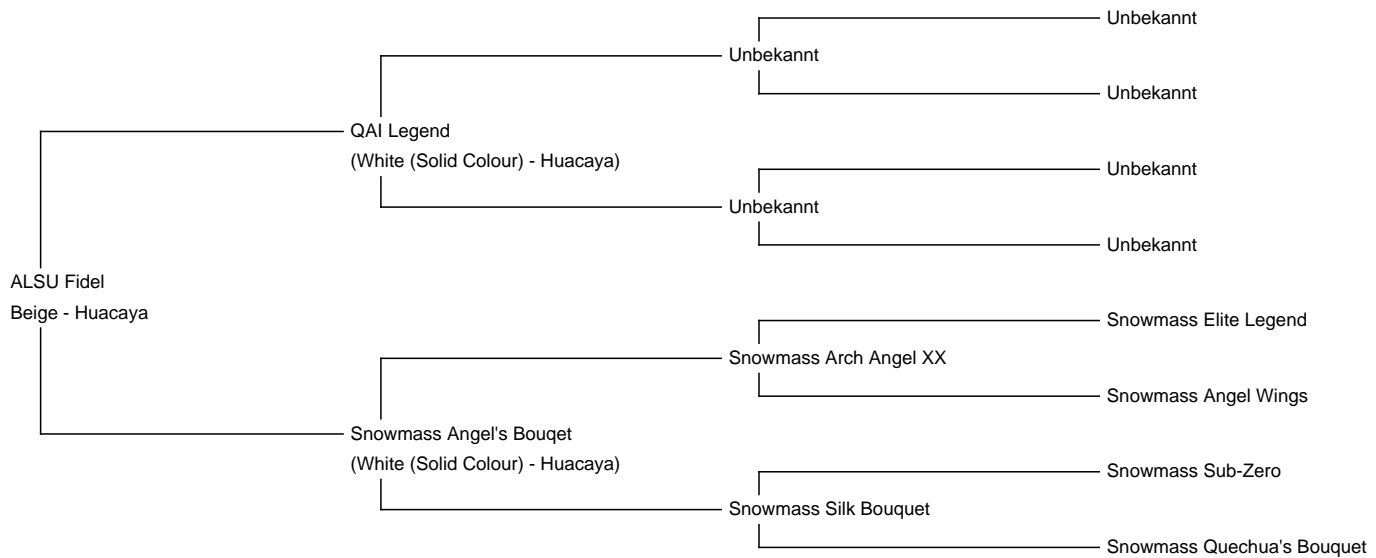 Unbekannt
Unbekannt
Unbekannt
QAI Legend
(White (Solid Colour) - Huacaya)
Unbekannt
Unbekannt
Unbekannt
ALSU Fidel
Beige - Huacaya
Snowmass Elite Legend
Snowmass Arch Angel XX
Snowmass Angel Wings
Snowmass Angel's Bouqet
(White (Solid Colour) - Huacaya)
Snowmass Sub-Zero
Snowmass Silk Bouquet
Snowmass Quechua's Bouquet